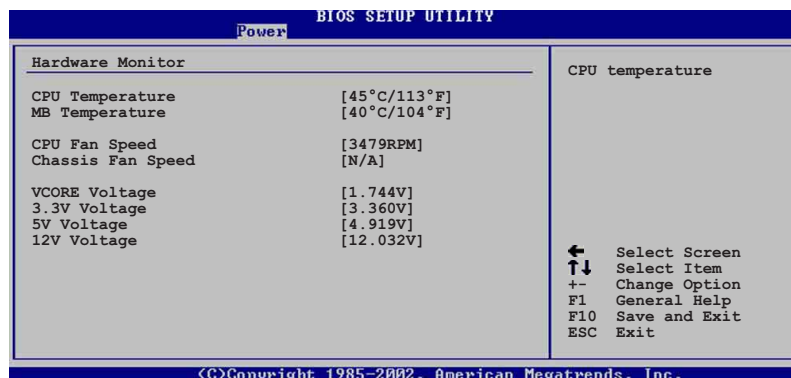 BIOS SETUP UTILITY
Power
Hardware Monitor
CPU Temperature [45°C/113°F]
MB Temperature [40°C/104°F]
CPU Fan Speed [3479RPM]
Chassis Fan Speed [N/A]
VCORE Voltage [1.744V]
3.3V Voltage [3.360V]
5V Voltage [4.919V]
12V Voltage [12.032V]
CPU temperature
← Select Screen
↑↓ Select Item
+- Change Option
F1 General Help
F10 Save and Exit
ESC Exit
(C)Copyright 1985-2002, American Megatrends, Inc.